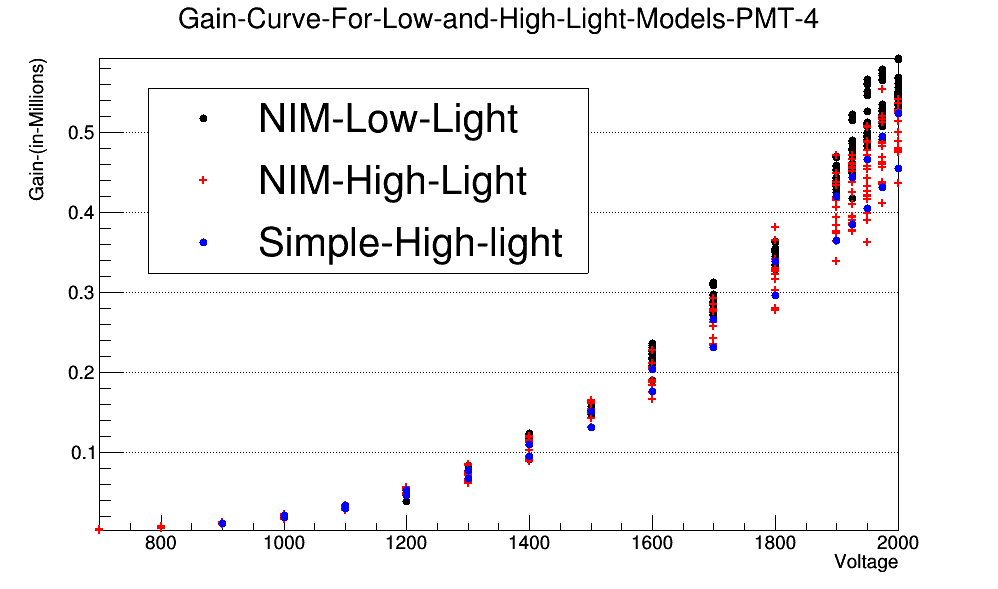 Gain-Curve-For-Low-and-High-Light-Models-PMT-4
Gain-(in-Millions)
NIM-Low-Light
NIM-High-Light
Simple-High-light
0.5
0.4
0.3
0.2
0.1
800 1000 1200 1400 1600 1800 2000
Voltage